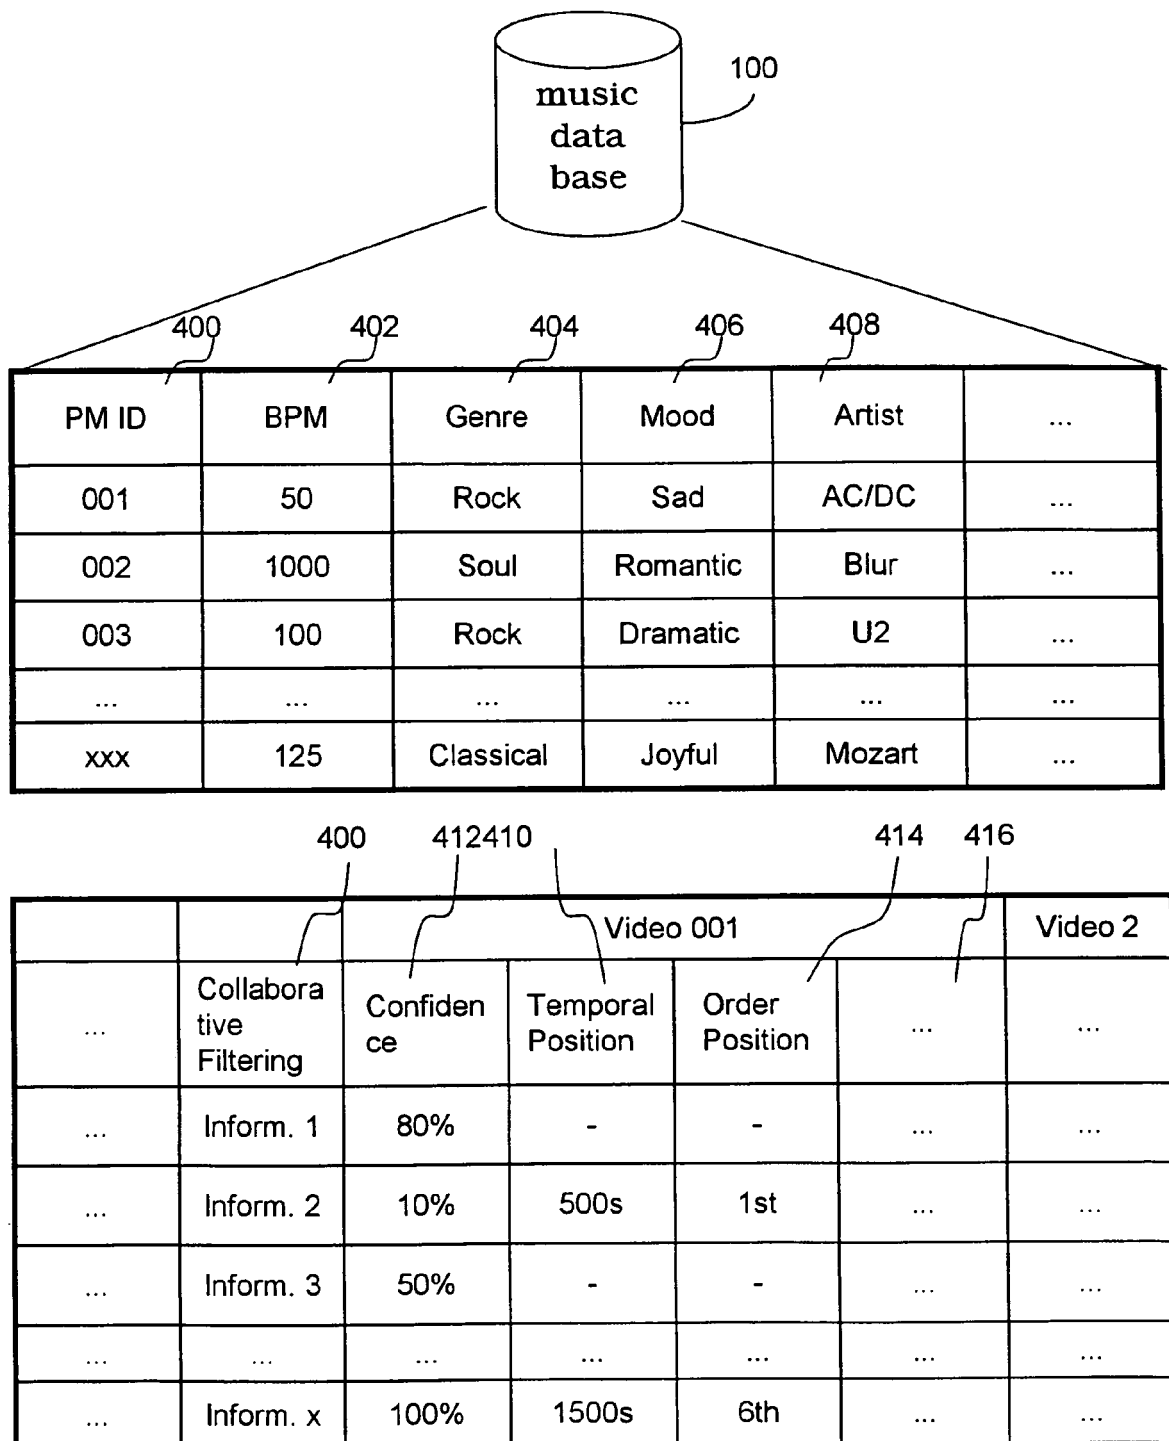 music
data
base
100
400 402 404 406 408
PM ID BPM Genre Mood Artist ...
001 50 Rock Sad AC/DC ...
002 1000 Soul Romantic Blur ...
003 100 Rock Dramatic U2 ...
... ... ... ... ... ...
xxx 125 Classical Joyful Mozart ...
400 412410 414 416
Video 001 Video 2
... Collabora
tive
Filtering
Confiden
ce
Temporal
Position
Order
Position
... ...
... Inform. 1 80% - - ... ...
... Inform. 2 10% 500s 1st ... ...
... Inform. 3 50% - - ... ...
... ... ... ... ... ... ...
... Inform. x 100% 1500s 6th ... ...